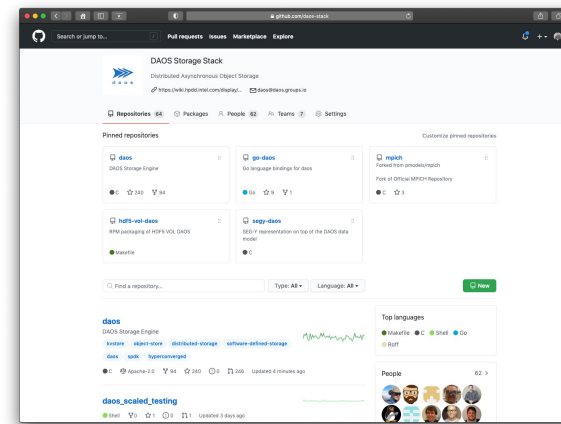 github.com/daos-stack
Search or jump to...
/
Pull requests Issues Marketplace Explore
DAOS Storage Stack
Distributed Asynchronous Object Storage
https://wiki.hpdd.intel.com/display/... daos@daos.groups.io
daos
Repositories 64 Packages People 62 Teams 7 Settings
Pinned repositories Customize pinned repositories
daos
DAOS Storage Engine
C 240 94
go-daos
Go language bindings for daos
Go 9 1
mpich
Forked from pmodels/mpich
Fork of Official MPICH Repository
C 3
hdf5-vol-daos
RPM packaging of HDF5 VOL DAOS
Makefile
segy-daos
SEG-Y representation on top of the DAOS data
model
C
Find a repository... Type: All Language: All New
daos
DAOS Storage Engine
kvstore object-store distributed-storage software-defined-storage
daos spdk hyperconverged
C Apache-2.0 94 240 0 246 Updated 4 minutes ago
daos_scaled_testing
Shell 0 1 0 1 Updated 3 days ago
Top languages
Makefile C Shell Go
Roff
People 62 >